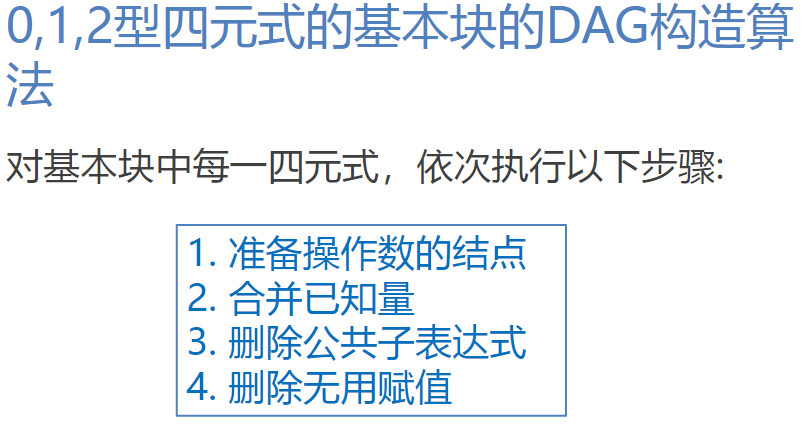 0,1,2型四元式的基本块的DAG构造算
法
对基本块中每一四元式，依次执行以下步骤:
1. 准备操作数的结点
2. 合并已知量
3. 删除公共子表达式
4. 删除无用赋值